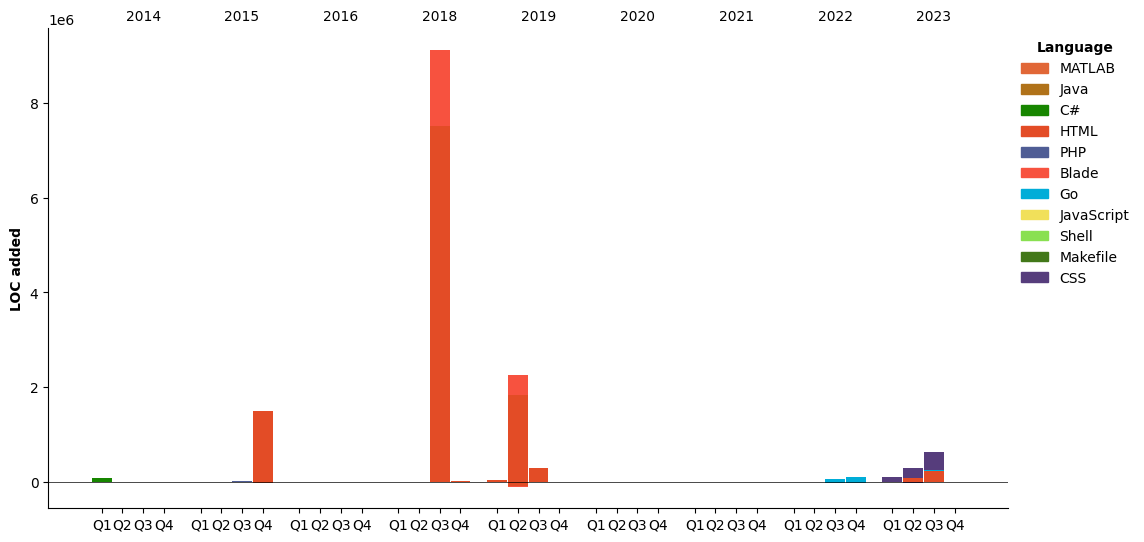 1e6
2014 2015 2016 2018 2019 2020 2021 2022 2023
LOC added
8
6
4
2
0
Q1 Q2 Q3 Q4 Q1 Q2 Q3 Q4 Q1 Q2 Q3 Q4 Q1 Q2 Q3 Q4 Q1 Q2 Q3 Q4 Q1 Q2 Q3 Q4 Q1 Q2 Q3 Q4 Q1 Q2 Q3 Q4 Q1 Q2 Q3 Q4
Language
MATLAB
Java
C#
HTML
PHP
Blade
Go
JavaScript
Shell
Makefile
CSS